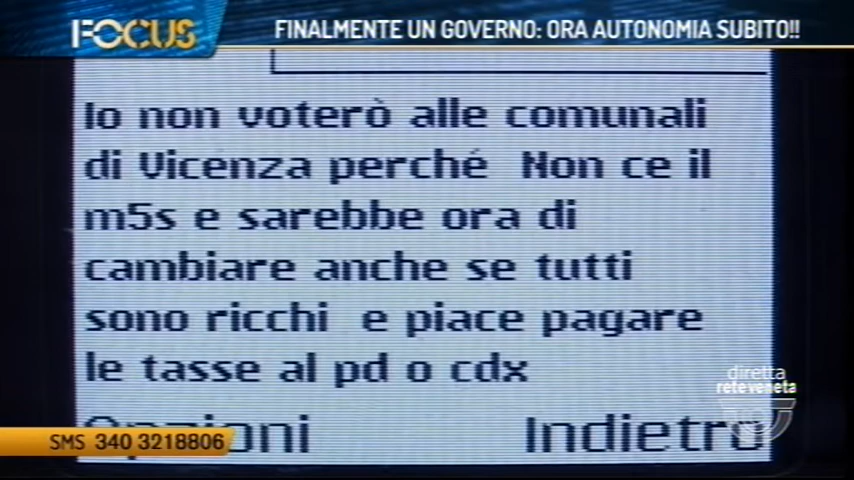 FOCUS
FINALMENTE UN GOVERNO: ORA AUTONOMIA SUBITO!!
Io non voterò alle comunali
di Vicenza perché Non ce il
m5s e sarebbe ora di
cambiare anche se tutti
sono ricchi e piace pagare
le tasse al pd o cdx
diretta
reteveneta
Opzioni
Indietro
SMS 340 3218806